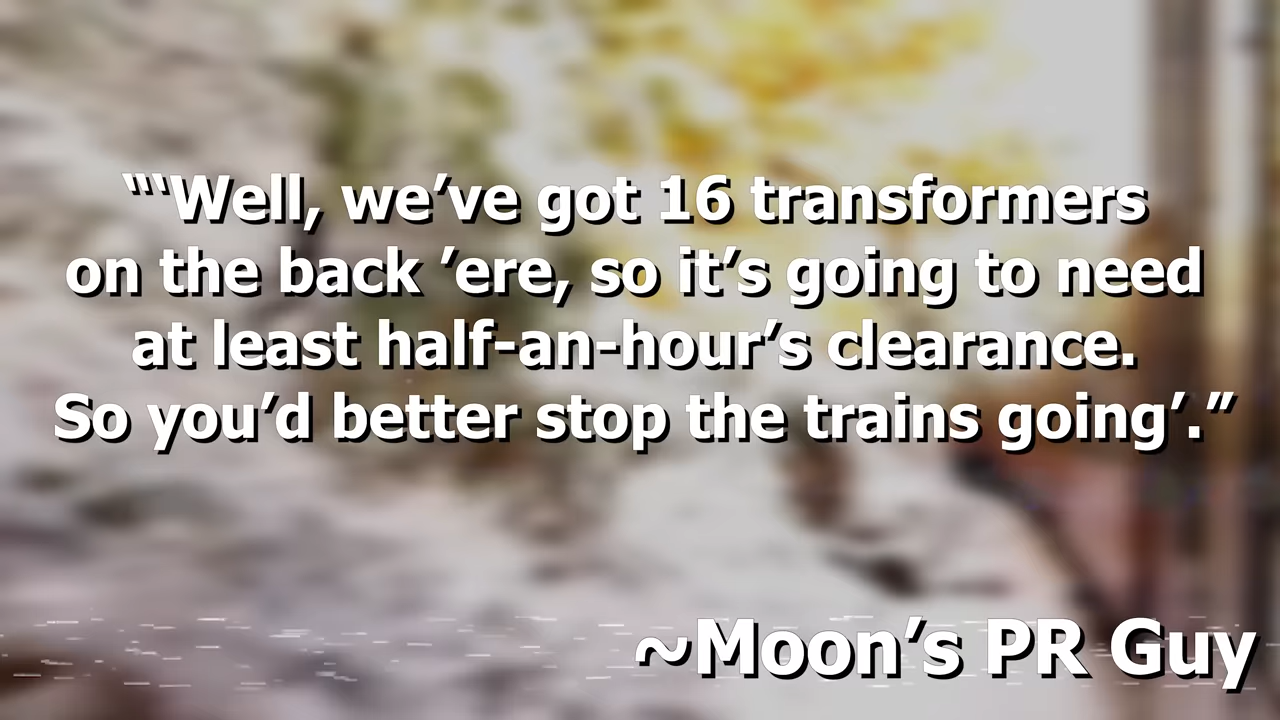 “‘Well, we’ve got 16 transformers
on the back ’ere, so it’s going to need
at least half-an-hour’s clearance.
So you’d better stop the trains going’.”
~Moon’s PR Guy